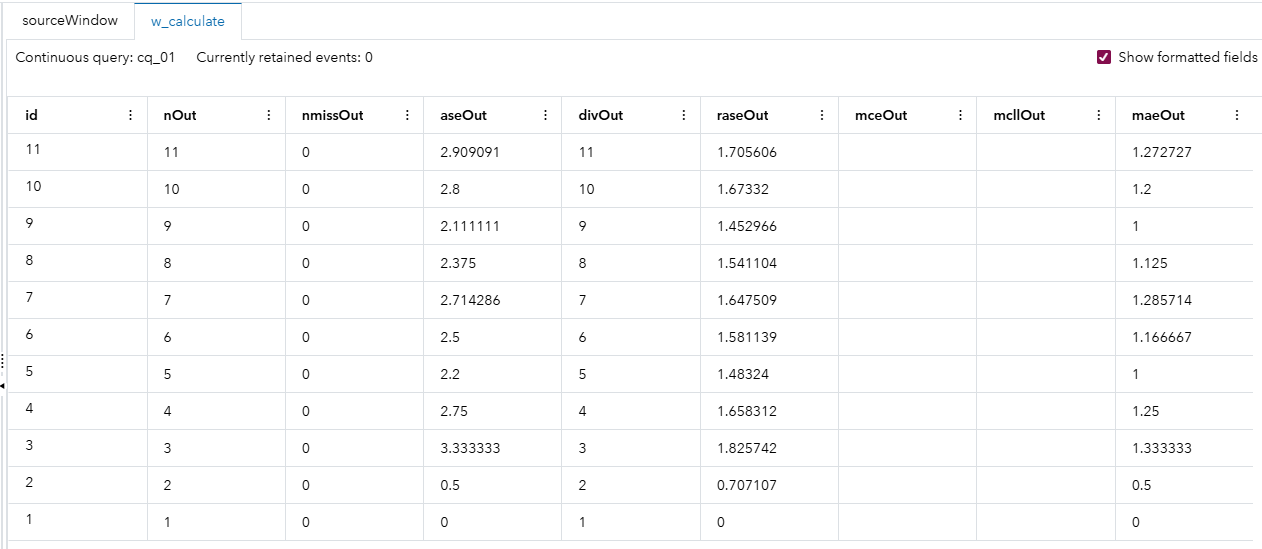 sourceWindow w_calculate
Continuous query: cq_01 Currently retained events: 0 Show formatted fields
id nOut nmissOut aseOut divOut raseOut mceOut mcllOut maeOut
11 11 0 2.909091 11 1.705606 1.272727
10 10 0 2.8 10 1.67332 1.2
9 9 0 2.111111 9 1.452966 1
8 8 0 2.375 8 1.541104 1.125
7 7 0 2.714286 7 1.647509 1.285714
6 6 0 2.5 6 1.581139 1.166667
5 5 0 2.2 5 1.48324 1
4 4 0 2.75 4 1.658312 1.25
3 3 0 3.333333 3 1.825742 1.333333
2 2 0 0.5 2 0.707107 0.5
1 1 0 0 1 0 0